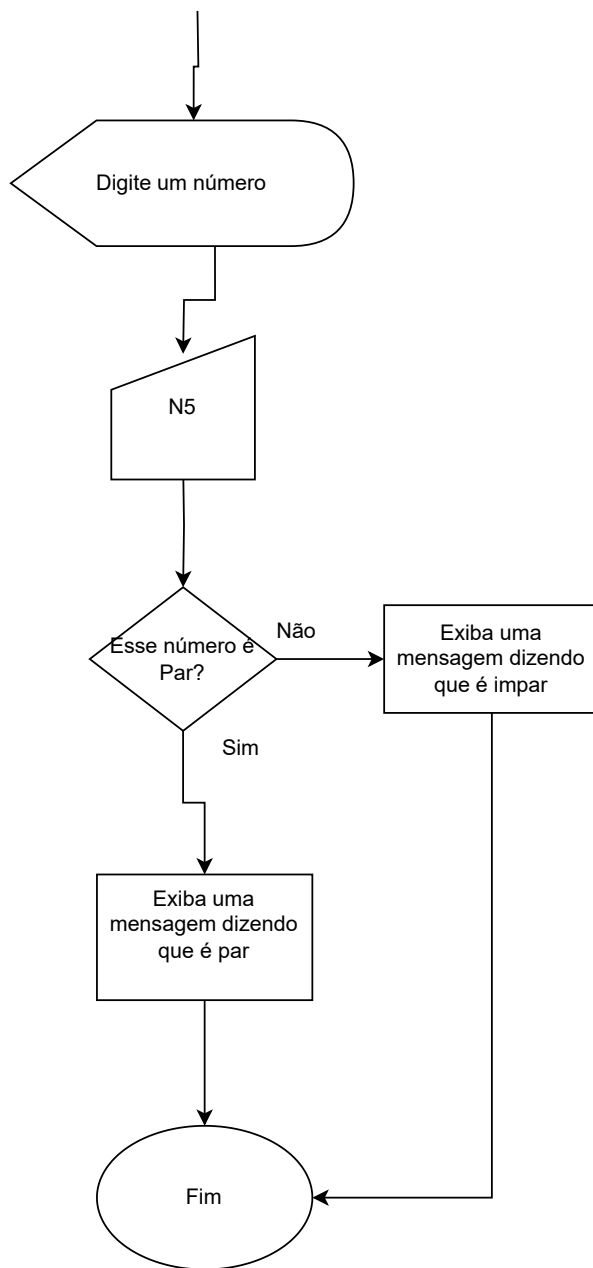 Digite um número
N5
Esse número é
Par?
Não
Exiba uma
mensagem dizendo
que é impar
Sim
Exiba uma
mensagem dizendo
que é par
Fim